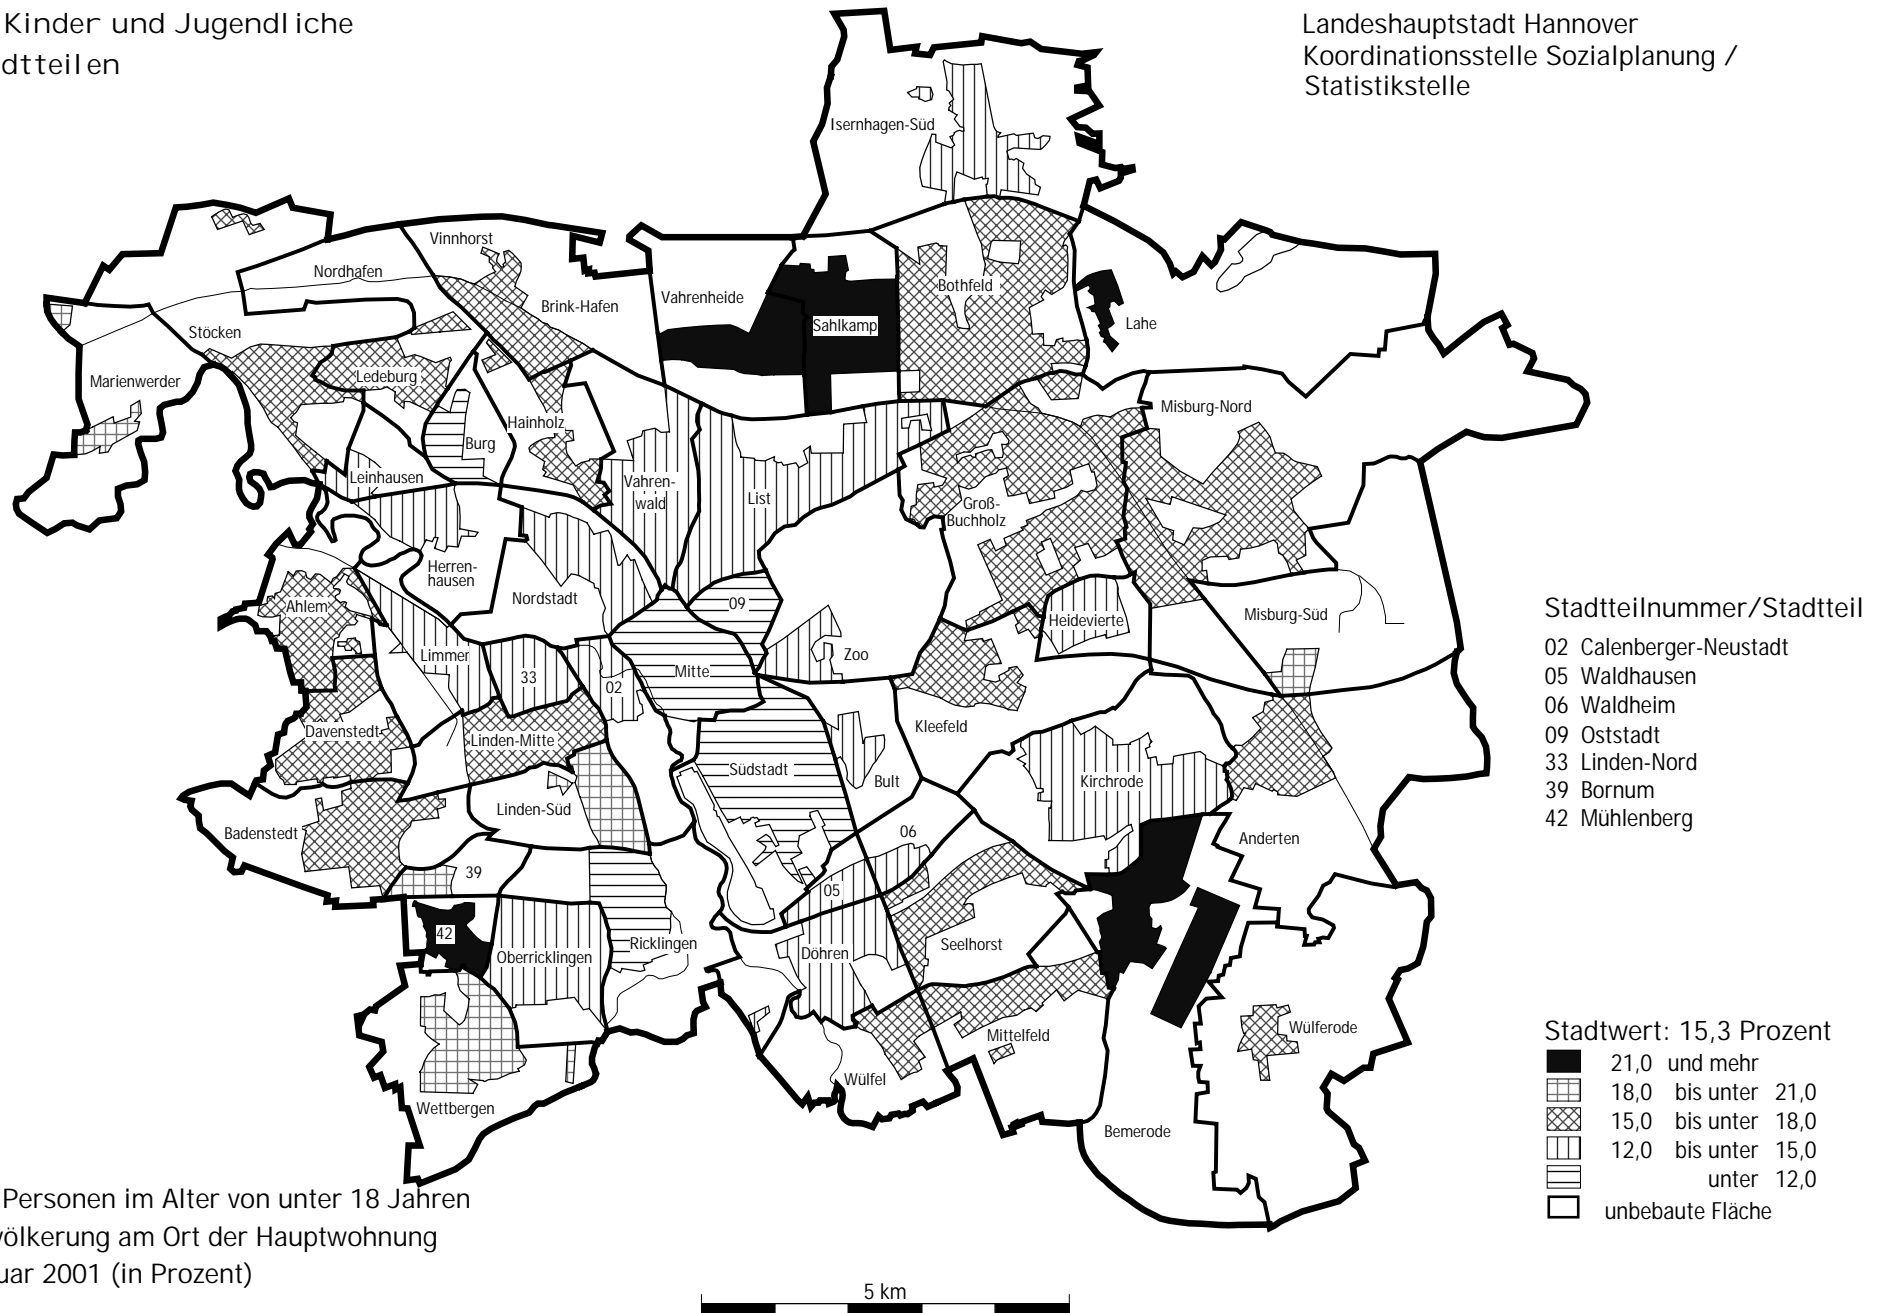 Kinder und Jugendliche
dtteilen
Landeshauptstadt Hannover
Koordinationsstelle Sozialplanung /
Statistikstelle
Isernhagen-Süd
Vinnhorst
Nordhafen
Brink-Hafen
Vahrenheide
Bothfeld
Sahlkamp
Lahe
Stöcken
Marienwerder
Ledeburg
Misburg-Nord
Hainholz
Burg
Leinhausen
Vahren-
wald
List
Groß-
Buchholz
Herren-
hausen
Nordstadt
09
Ahlem
Heidevierte
Misburg-Süd
Limmer
Zoo
33
02
Mitte
Davenstedt
Linden-Mitte
Kleefeld
Südstadt
Bult
Kirchrode
Linden-Süd
Badenstedt
06
Anderten
39
05
42
Oberricklingen
Ricklingen
Döhren
Seelhorst
Mittelfeld
Wülferode
Wülfel
Wettbergen
Bemerode
Stadtteilnummer/Stadtteil
02 Calenberger-Neustadt
05 Waldhausen
06 Waldheim
09 Oststadt
33 Linden-Nord
39 Bornum
42 Mühlenberg
Stadtwert: 15,3 Prozent
21,0 und mehr
18,0 bis unter 21,0
15,0 bis unter 18,0
12,0 bis unter 15,0
unter 12,0
unbebaute Fläche
Personen im Alter von unter 18 Jahren
völkerung am Ort der Hauptwohnung
uar 2001 (in Prozent)
5 km